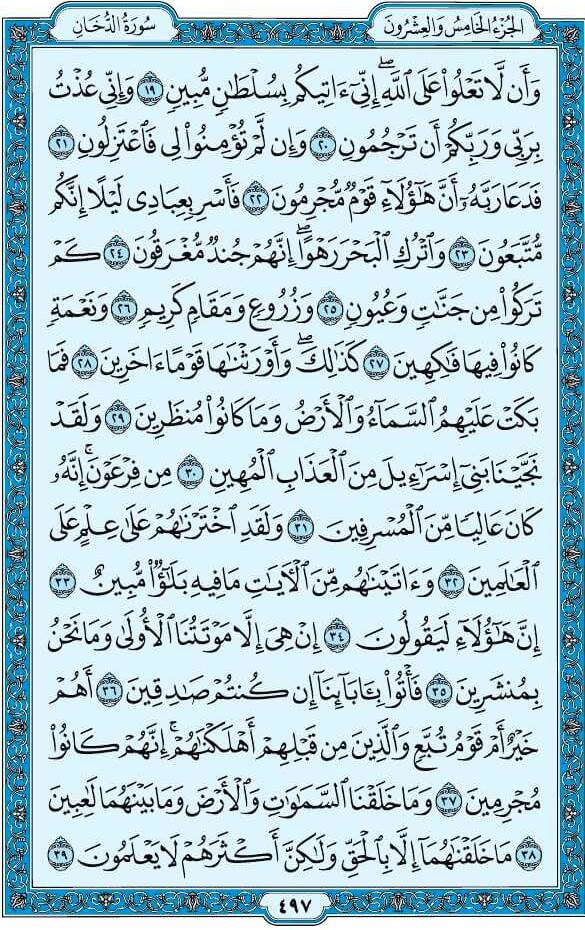 الجُزْءُ الخَامِسُ وَالعِشْرُونَ
سُورَةُ الدُّخَانِ
وَأَن لَّا تَعْلُوا۟ عَلَى ٱللَّهِ ۖ إِنِّىٓ ءَاتِيكُم بِسُلْطَٰنٍ مُّبِينٍ ١٩ وَإِنِّى عُذْتُ
بِرَبِّى وَرَبِّكُمْ أَن تَرْجُمُونِ ٢٠ وَإِن لَّمْ تُؤْمِنُوا۟ لِى فَٱعْتَزِلُونِ ٢١
فَدَعَا رَبَّهُۥٓ أَنَّ هَٰٓؤُلَآءِ قَوْمٌ مُّجْرِمُونَ ٢٢ فَأَسْرِ بِعِبَادِى لَيْلًا إِنَّكُم
مُّتَّبَعُونَ ٢٣ وَٱتْرُكِ ٱلْبَحْرَ رَهْوًا ۖ إِنَّهُمْ جُندٌ مُّغْرَقُونَ ٢٤ كَمْ
تَرَكُوا۟ مِن جَنَّٰتٍ وَعُيُونٍ ٢٥ وَزُرُوعٍ وَمَقَامٍ كَرِيمٍ ٢٦ وَنَعْمَةٍ
كَانُوا۟ فِيهَا فَٰكِهِينَ ٢٧ كَذَٰلِكَ ۖ وَأَوْرَثْنَٰهَا قَوْمًا ءَاخَرِينَ ٢٨ فَمَا
بَكَتْ عَلَيْهِمُ ٱلسَّمَآءُ وَٱلْأَرْضُ وَمَا كَانُوا۟ مُنظَرِينَ ٢٩ وَلَقَدْ
نَجَّيْنَا بَنِىٓ إِسْرَٰٓءِيلَ مِنَ ٱلْعَذَابِ ٱلْمُهِينِ ٣٠ مِن فِرْعَوْنَ ۚ إِنَّهُۥ
كَانَ عَالِيًا مِّنَ ٱلْمُسْرِفِينَ ٣١ وَلَقَدِ ٱخْتَرْنَٰهُمْ عَلَىٰ عِلْمٍ عَلَى
ٱلْعَٰلَمِينَ ٣٢ وَءَاتَيْنَٰهُم مِّنَ ٱلْـَٔايَٰتِ مَا فِيهِ بَلَٰٓؤٌا۟ مُّبِينٌ ٣٣
إِنَّ هَٰٓؤُلَآءِ لَيَقُولُونَ ٣٤ إِنْ هِىَ إِلَّا مَوْتَتُنَا ٱلْأُولَىٰ وَمَا نَحْنُ
بِمُنشَرِينَ ٣٥ فَأْتُوا۟ بِـَٔابَآئِنَآ إِن كُنتُمْ صَٰدِقِينَ ٣٦ أَهُمْ
خَيْرٌ أَمْ قَوْمُ تُبَّعٍ وَٱلَّذِينَ مِن قَبْلِهِمْ ۚ أَهْلَكْنَٰهُمْ ۖ إِنَّهُمْ كَانُوا۟
مُجْرِمِينَ ٣٧ وَمَا خَلَقْنَا ٱلسَّمَٰوَٰتِ وَٱلْأَرْضَ وَمَا بَيْنَهُمَا لَٰعِبِينَ
٣٨ مَا خَلَقْنَٰهُمَآ إِلَّا بِٱلْحَقِّ وَلَٰكِنَّ أَكْثَرَهُمْ لَا يَعْلَمُونَ ٣٩
٤٩٧